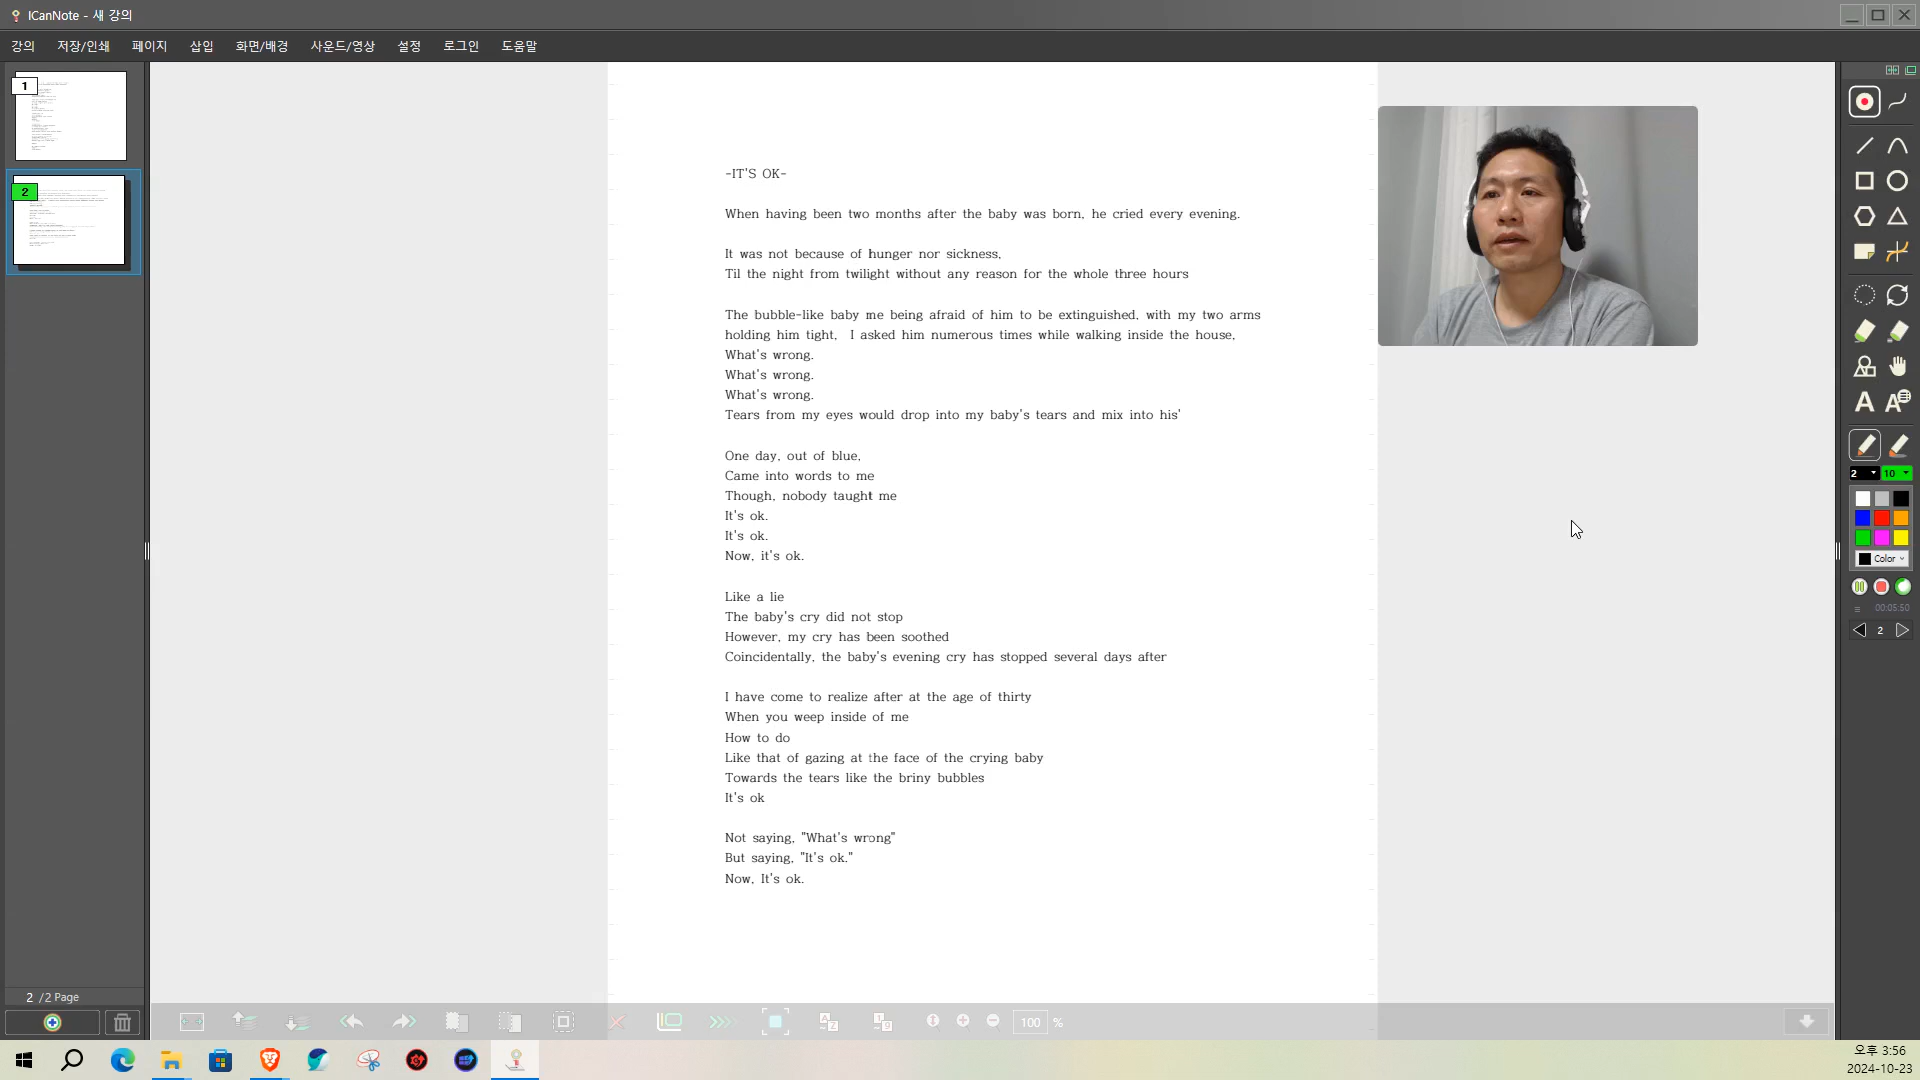 ICanNote - 새 강의
강의 저장/인쇄 페이지 삽입 화면/배경 사운드/영상 설정 로그인 도움말
1
2
-IT'S OK-
When having been two months after the baby was born, he cried every evening.
It was not because of hunger nor sickness,
Til the night from twilight without any reason for the whole three hours
The bubble-like baby me being afraid of him to be extinguished, with my two arms
holding him tight, I asked him numerous times while walking inside the house,
What's wrong.
What's wrong.
What's wrong.
Tears from my eyes would drop into my baby's tears and mix into his'
One day, out of blue,
Came into words to me
Though, nobody taught me
It's ok.
It's ok.
Now, it's ok.
Like a lie
The baby's cry did not stop
However, my cry has been soothed
Coincidentally, the baby's evening cry has stopped several days after
I have come to realize after at the age of thirty
When you weep inside of me
How to do
Like that of gazing at the face of the crying baby
Towards the tears like the briny bubbles
It's ok
Not saying, "What's wrong"
But saying, "It's ok."
Now, It's ok.
2 10
Color
00:05:50
2
2 /2 Page
100 %
오후 3:56
2024-10-23